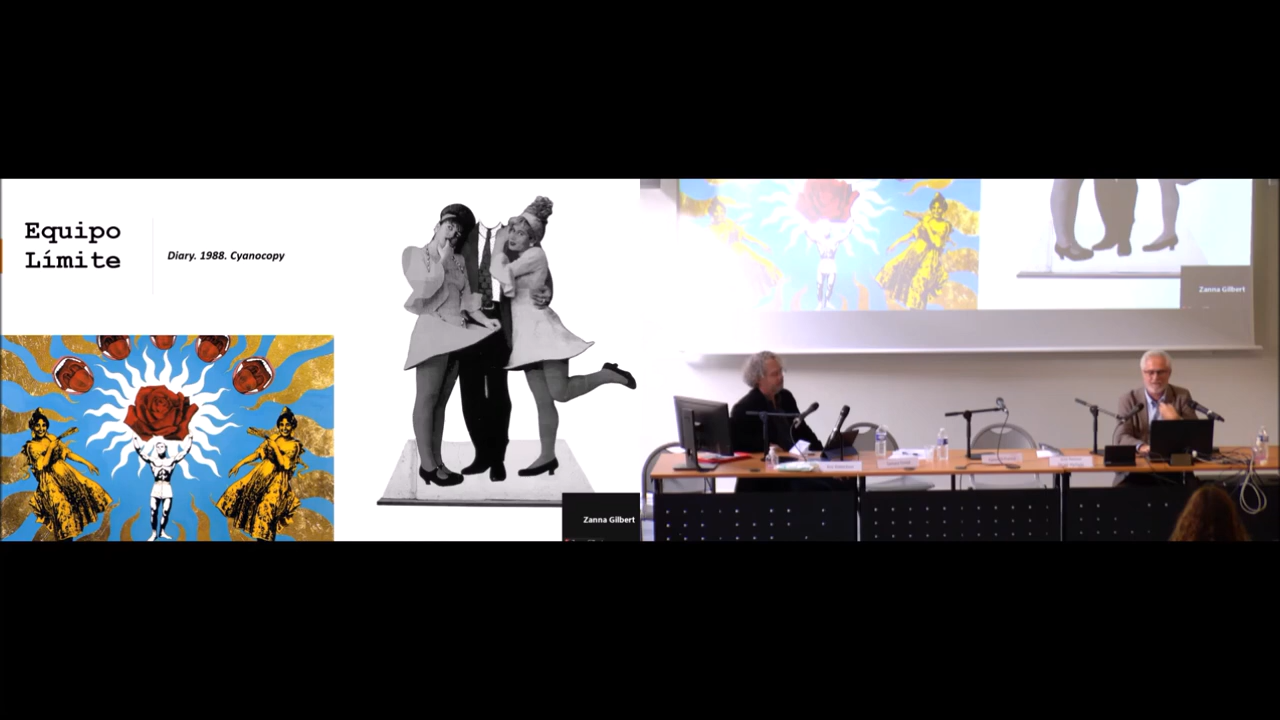 Equipo
Límite
Diary. 1988. Cyanocopy
Zanna Gilbert
Zanna Gilbert